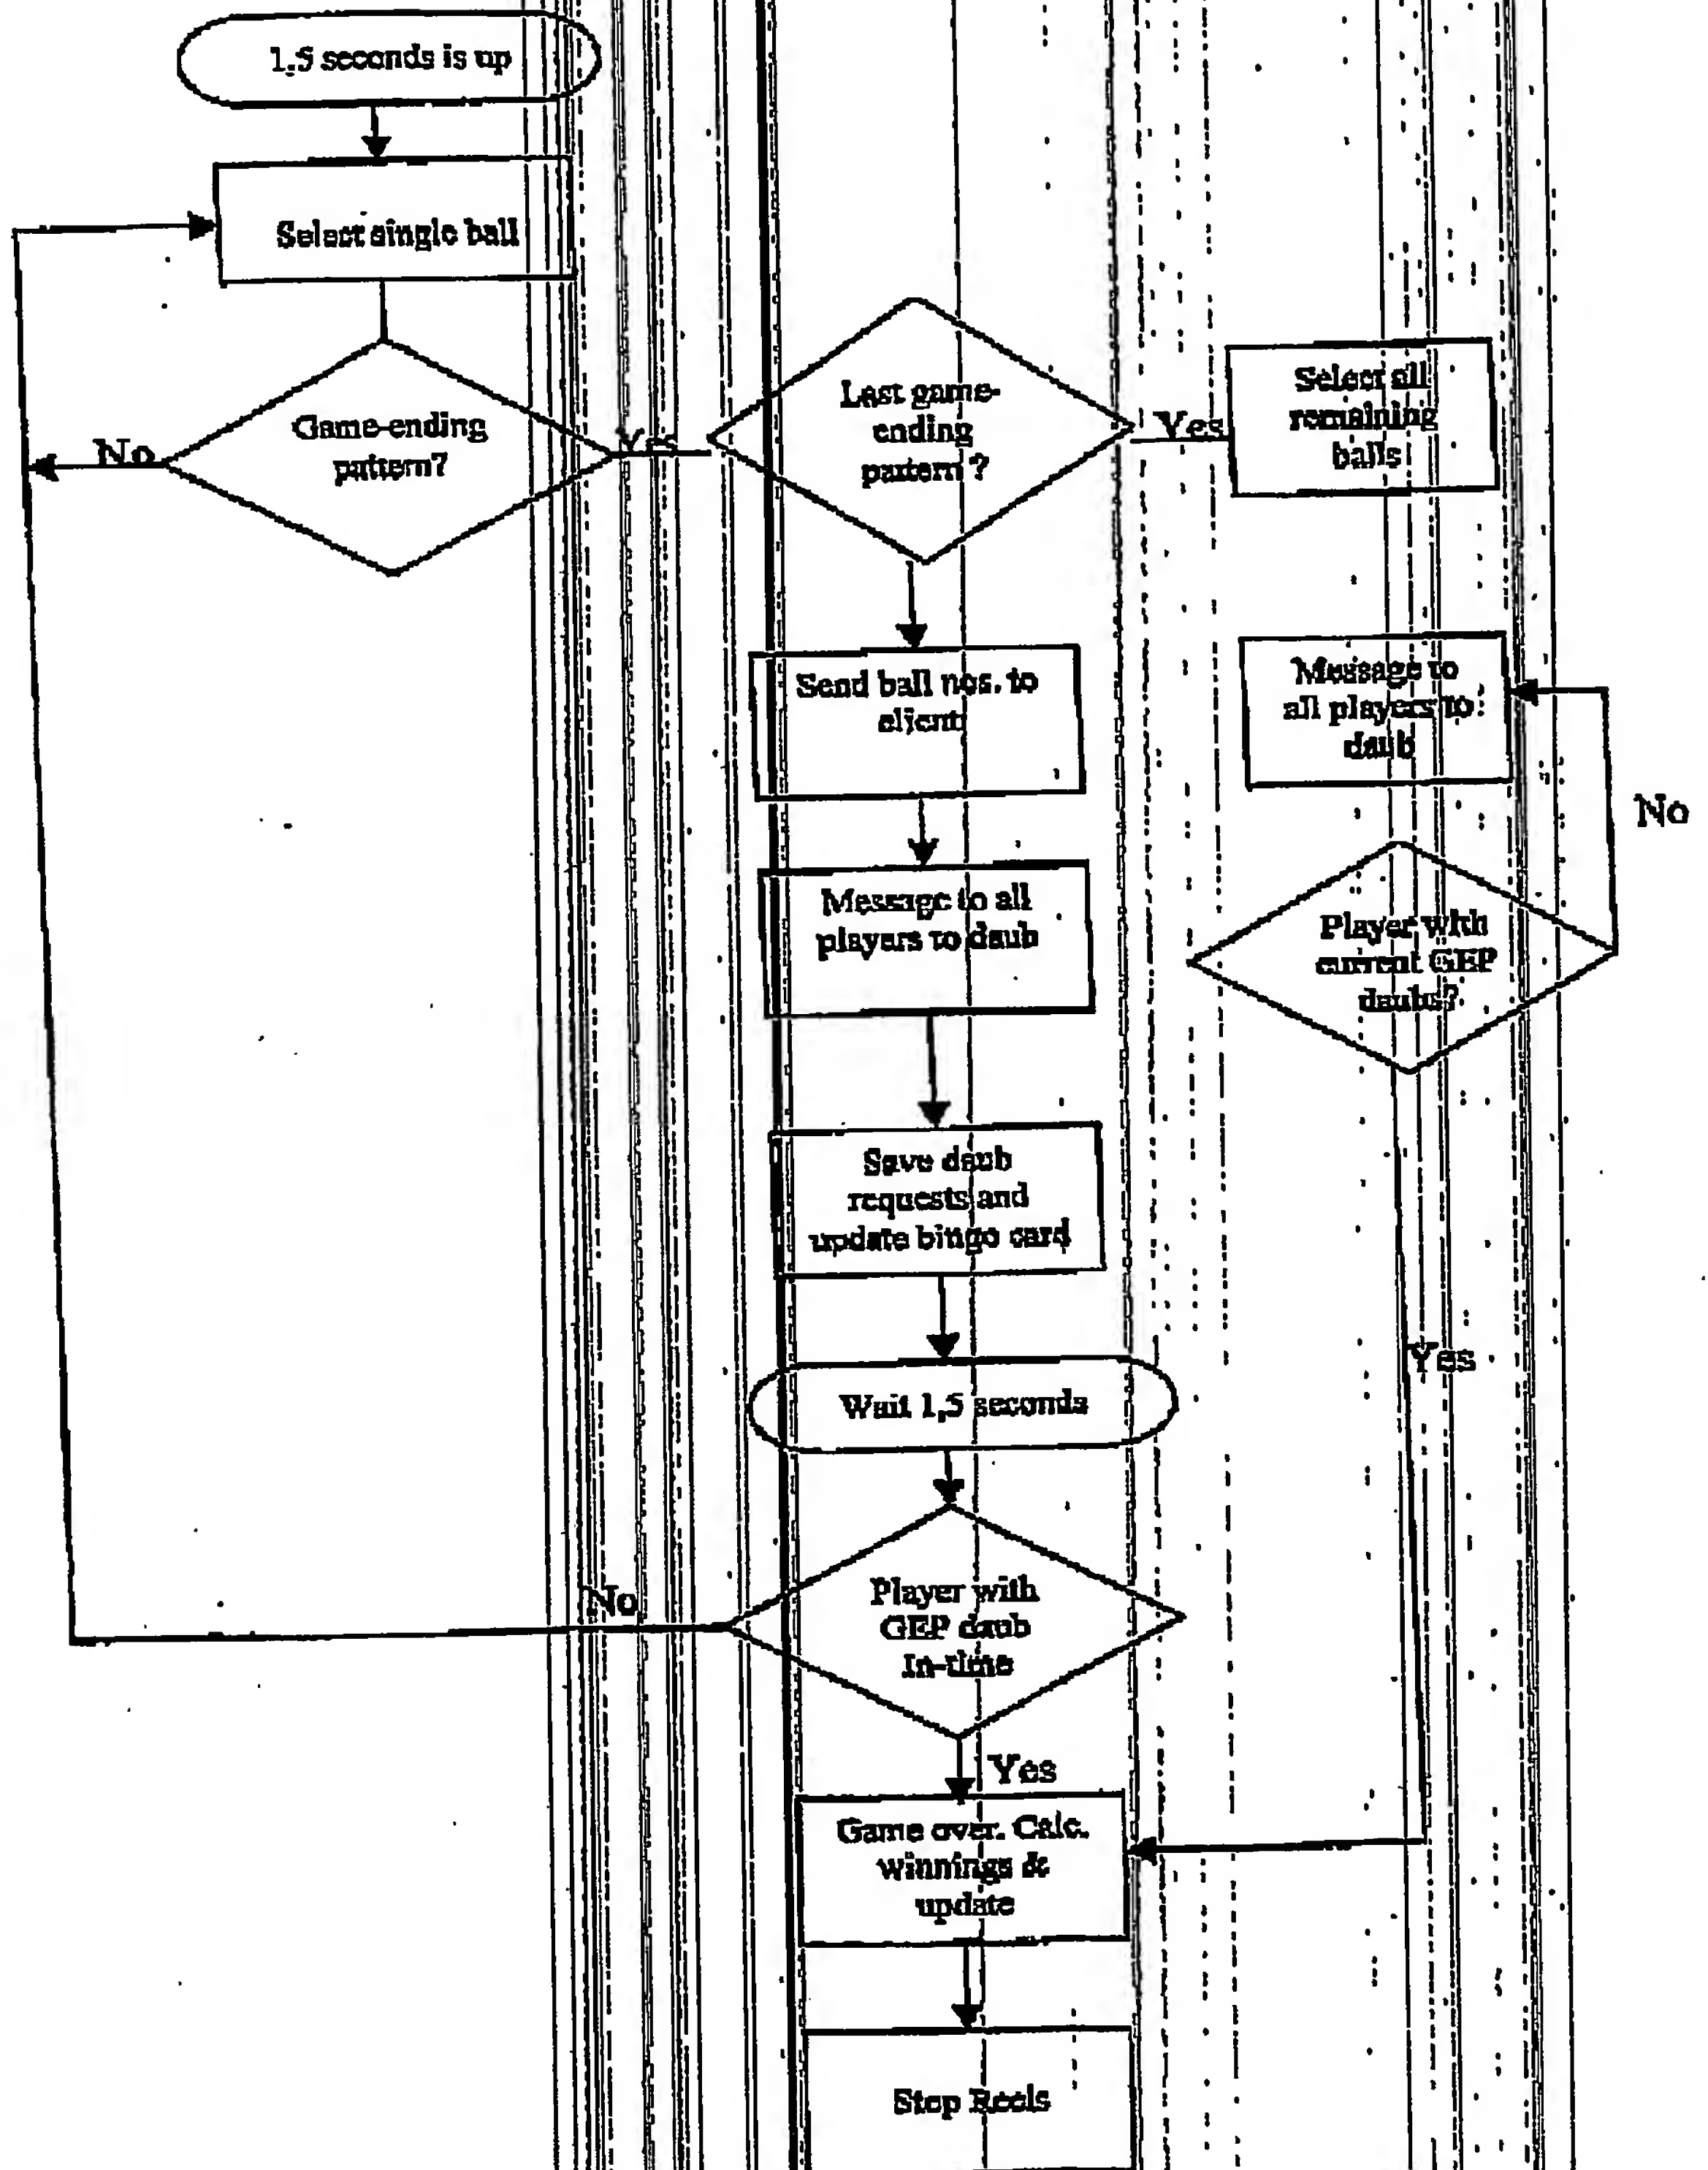 1.5 seconds is up
Select single ball
Game-ending
pattern?
No
Yes
Last game-
ending
pattern ?
Yes
Select all
remaining
balls
Send ball nos. to
client
Message to all
players to daub
Save daub
requests and
update bingo card
Wait 1.5 seconds
Player with
GEP daub
In-time
No
Yes
Game over. Calc.
winnings &
update
Stop Reels
Message to
all players to
daub
No
Player with
current GEP
daubs?
Yes